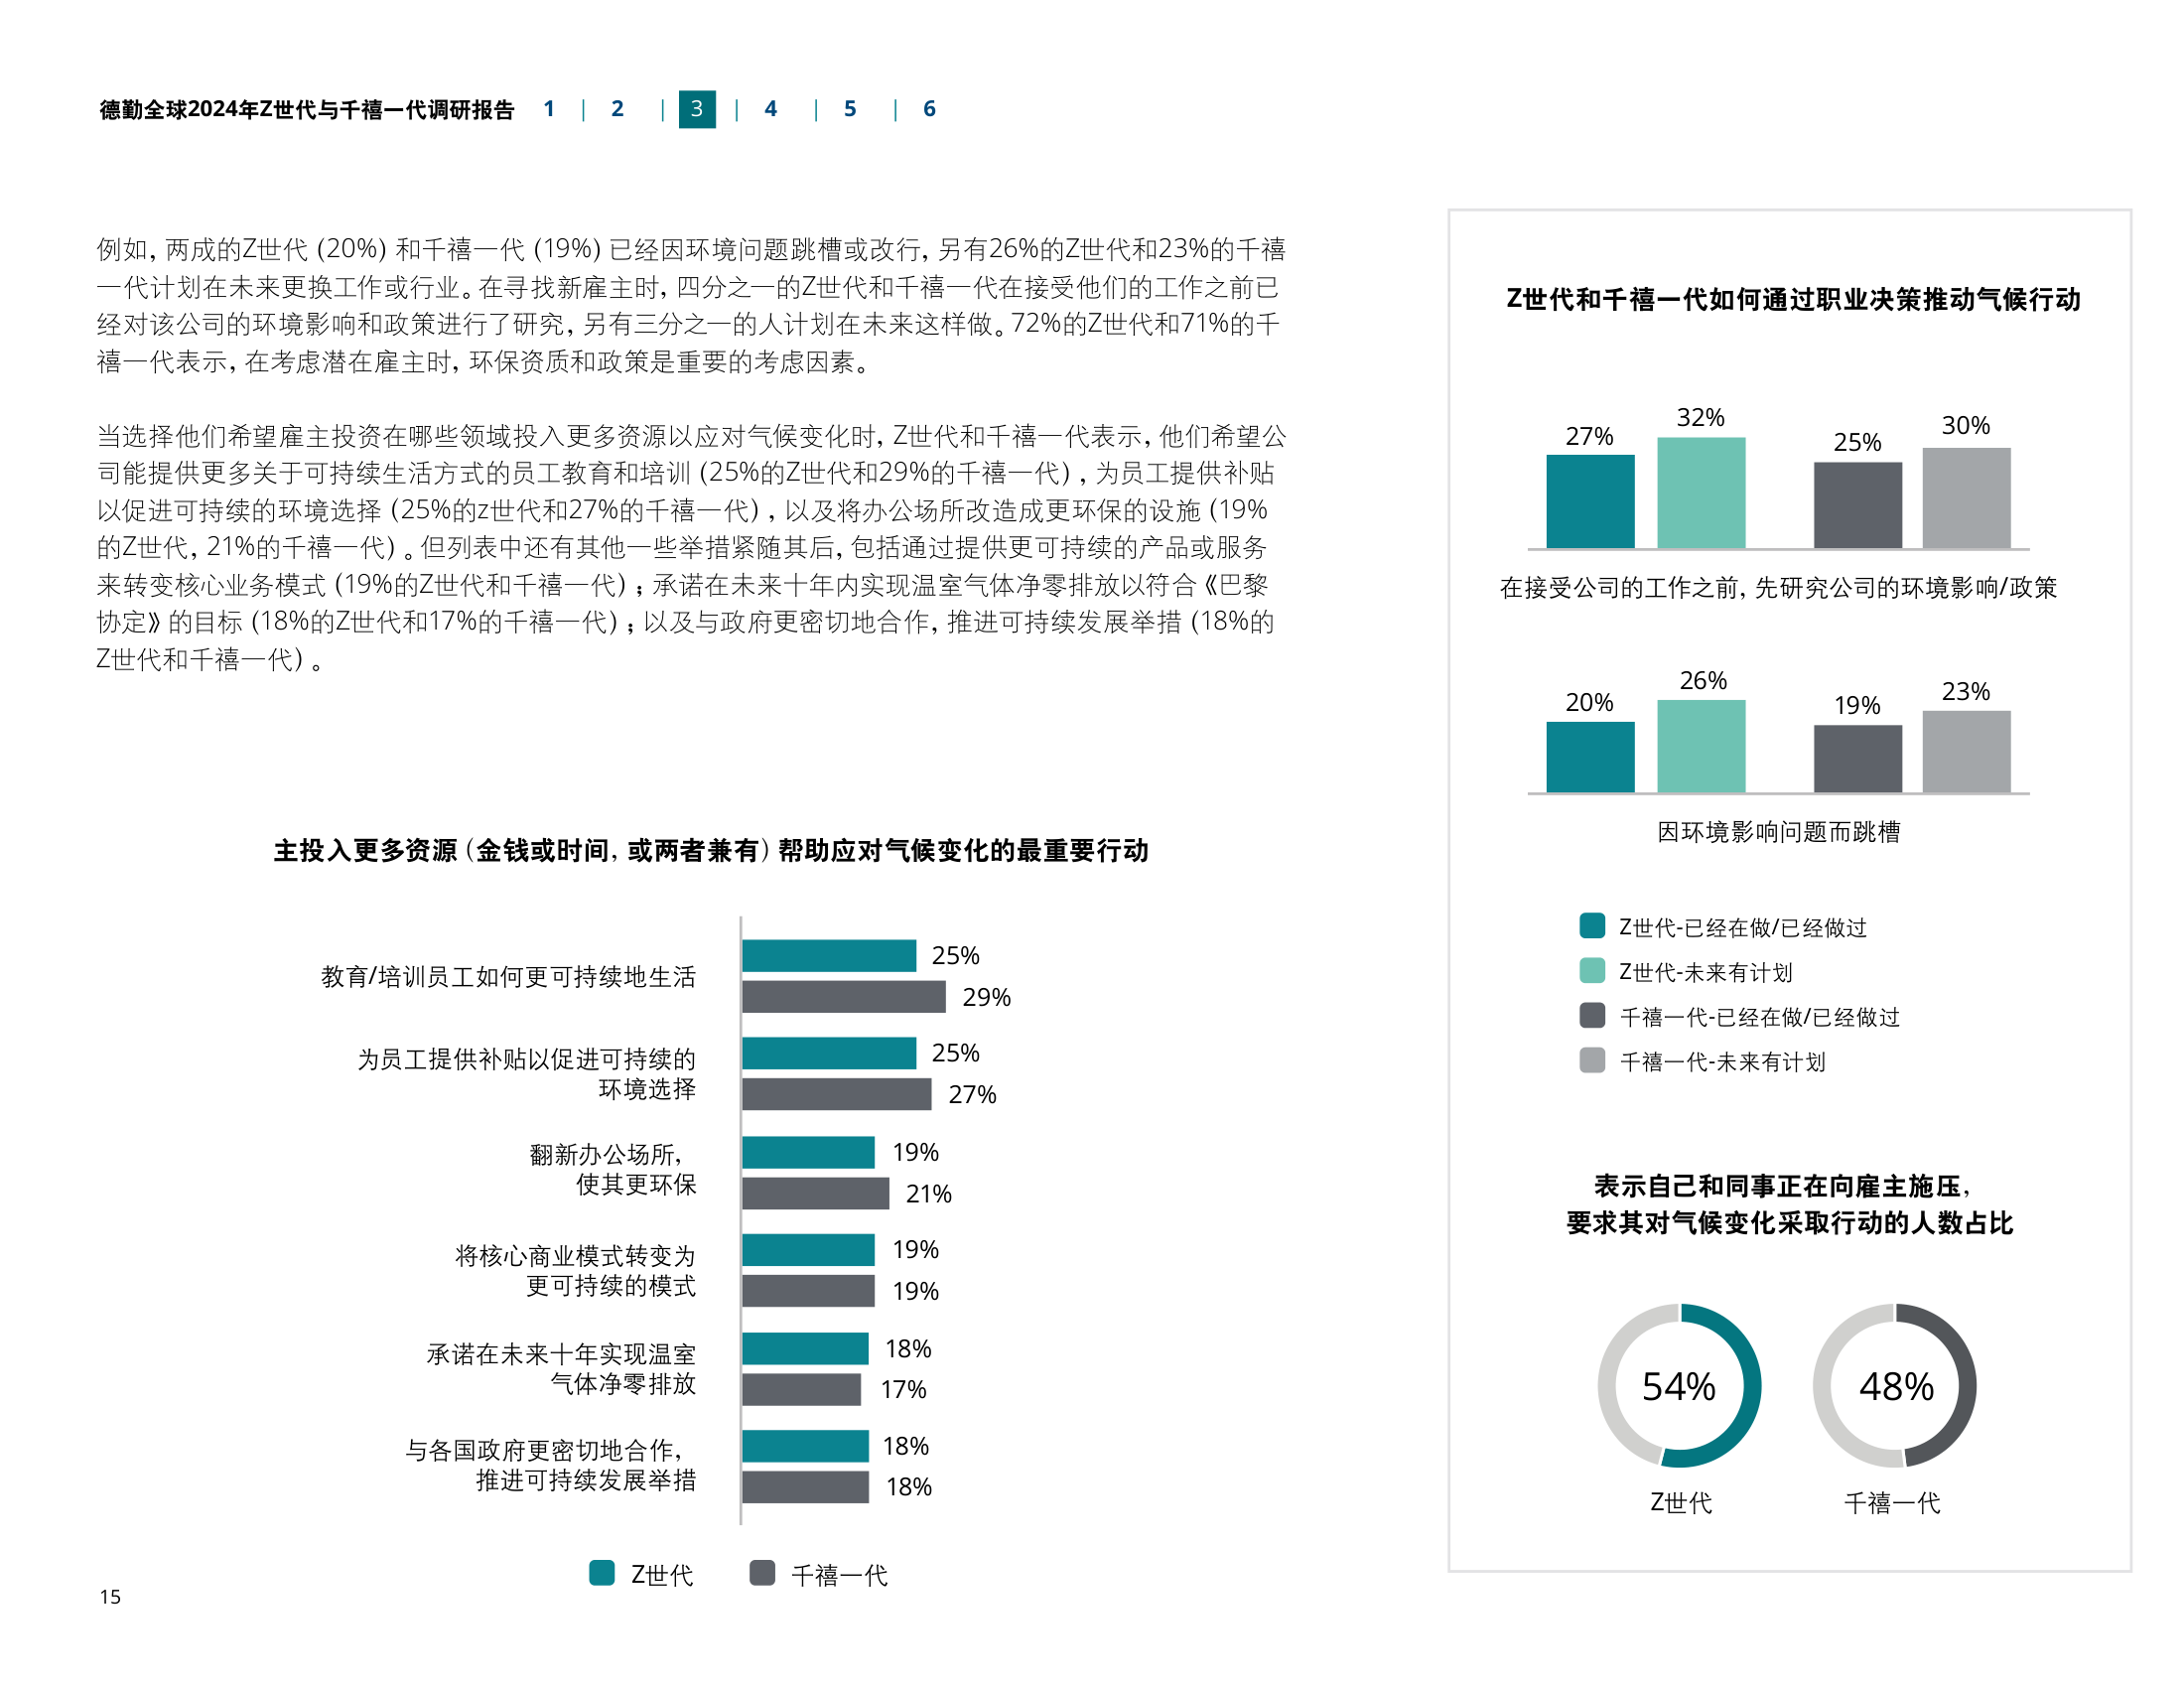 德勤全球2024年Z世代与千禧一代调研报告 1 | 2 | 3 | 4 | 5 | 6
例如，两成的Z世代（20%）和千禧一代（19%）已经因环境问题跳槽或改行，另有26%的Z世代和23%的千禧
一代计划在未来更换工作或行业。在寻找新雇主时，四分之一的Z世代和千禧一代在接受他们的工作之前已
经对该公司的环境影响和政策进行了研究，另有三分之一的人计划在未来这样做。72%的Z世代和71%的千
禧一代表示，在考虑潜在雇主时，环保资质和政策是重要的考虑因素。
当选择他们希望雇主投资在哪些领域投入更多资源以应对气候变化时，Z世代和千禧一代表示，他们希望公
司能提供更多关于可持续生活方式的员工教育和培训（25%的Z世代和29%的千禧一代），为员工提供补贴
以促进可持续的环境选择（25%的z世代和27%的千禧一代），以及将办公场所改造成更环保的设施（19%
的Z世代，21%的千禧一代）。但列表中还有其他一些举措紧随其后，包括通过提供更可持续的产品或服务
来转变核心业务模式（19%的Z世代和千禧一代）；承诺在未来十年内实现温室气体净零排放以符合《巴黎
协定》的目标（18%的Z世代和17%的千禧一代）；以及与政府更密切地合作，推进可持续发展举措（18%的
Z世代和千禧一代）。
主投入更多资源（金钱或时间，或两者兼有）帮助应对气候变化的最重要行动
教育/培训员工如何更可持续地生活
25%
29%
为员工提供补贴以促进可持续的
环境选择
25%
27%
翻新办公场所，
使其更环保
19%
21%
将核心商业模式转变为
更可持续的模式
19%
19%
承诺在未来十年实现温室
气体净零排放
18%
17%
与各国政府更密切地合作，
推进可持续发展举措
18%
18%
Z世代 千禧一代
15
Z世代和千禧一代如何通过职业决策推动气候行动
27% 32% 25% 30%
在接受公司的工作之前，先研究公司的环境影响/政策
20% 26% 19% 23%
因环境影响问题而跳槽
Z世代-已经在做/已经做过
Z世代-未来有计划
千禧一代-已经在做/已经做过
千禧一代-未来有计划
表示自己和同事正在向雇主施压，
要求其对气候变化采取行动的人数占比
54% 48%
Z世代 千禧一代